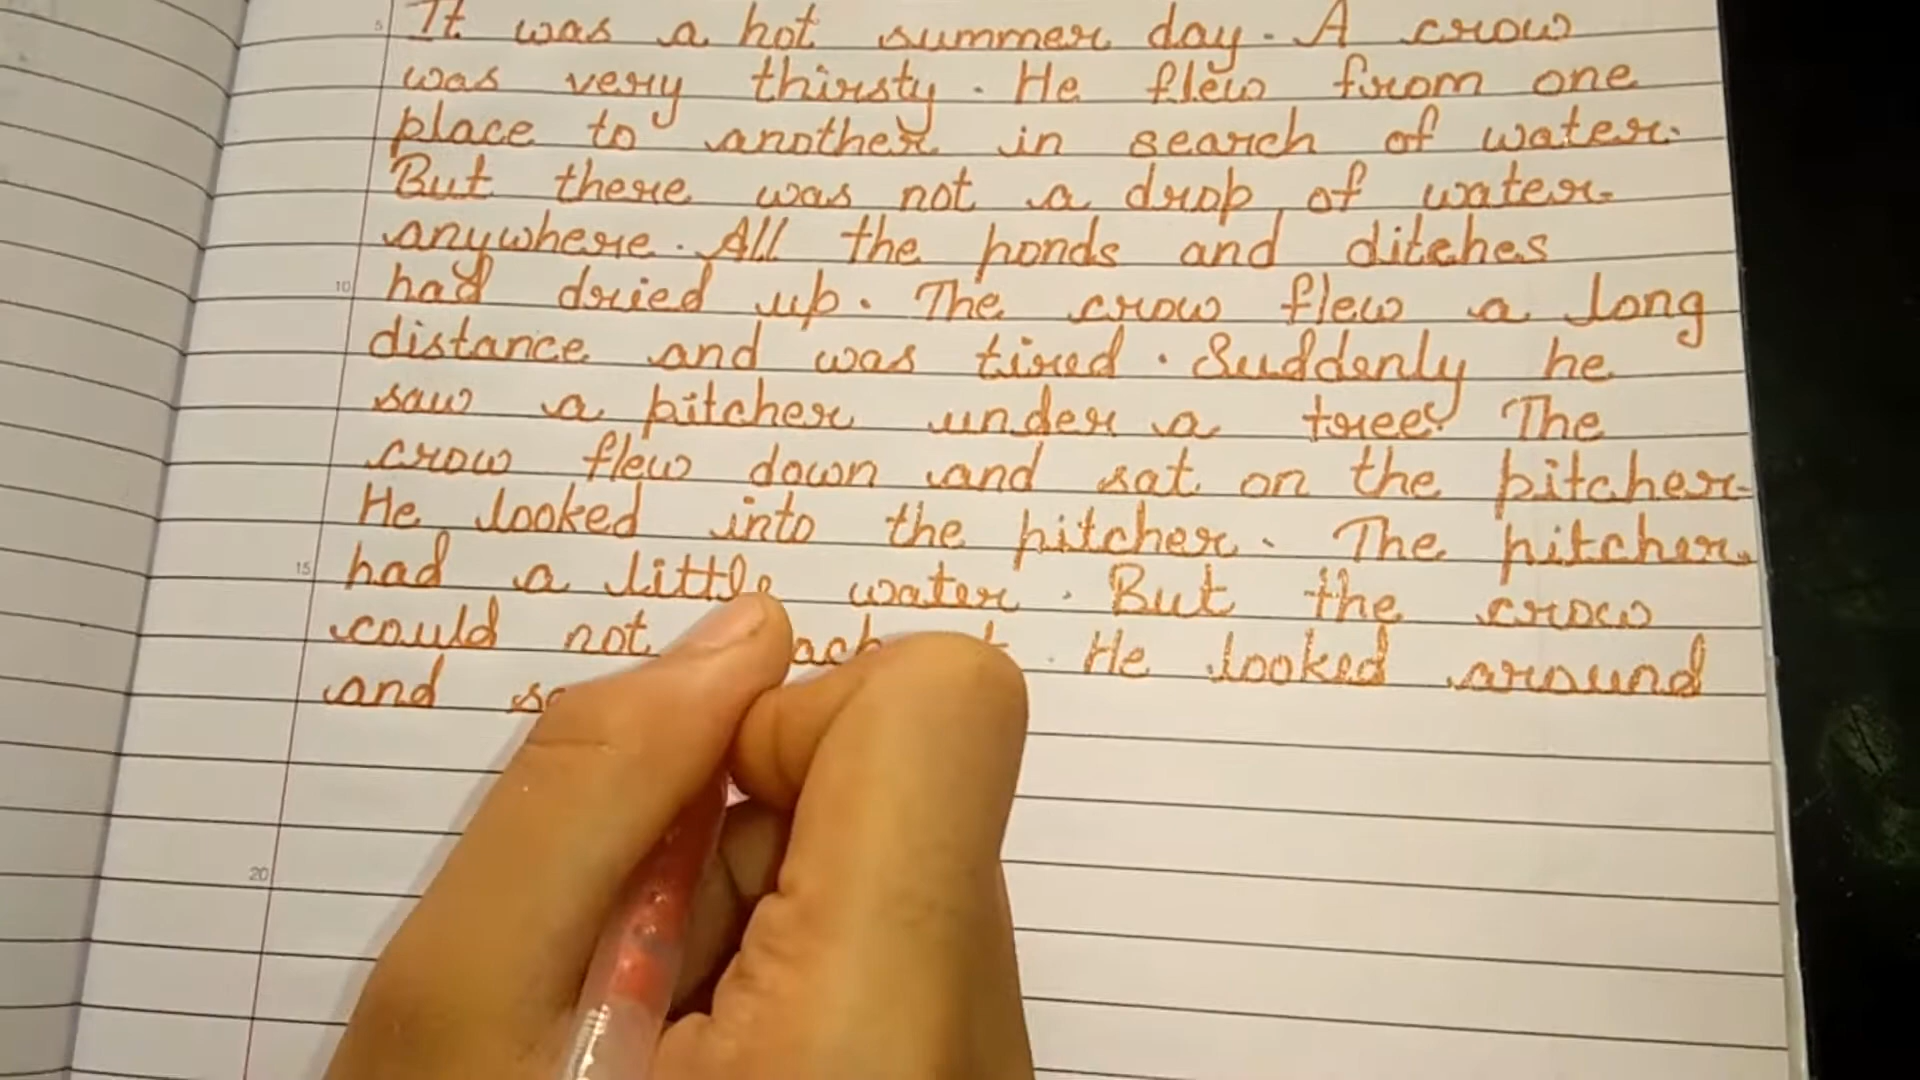 5 It was a hot summer day. A crow
was very thirsty. He flew from one
place to another in search of water.
But there was not a drop of water
anywhere. All the ponds and ditches
10 had dried up. The crow flew a long
distance and was tired. Suddenly he
saw a pitcher under a tree. The
crow flew down and sat on the pitcher.
He looked into the pitcher. The pitcher
15 had a little water. But the crow
could not . He looked around
and
20